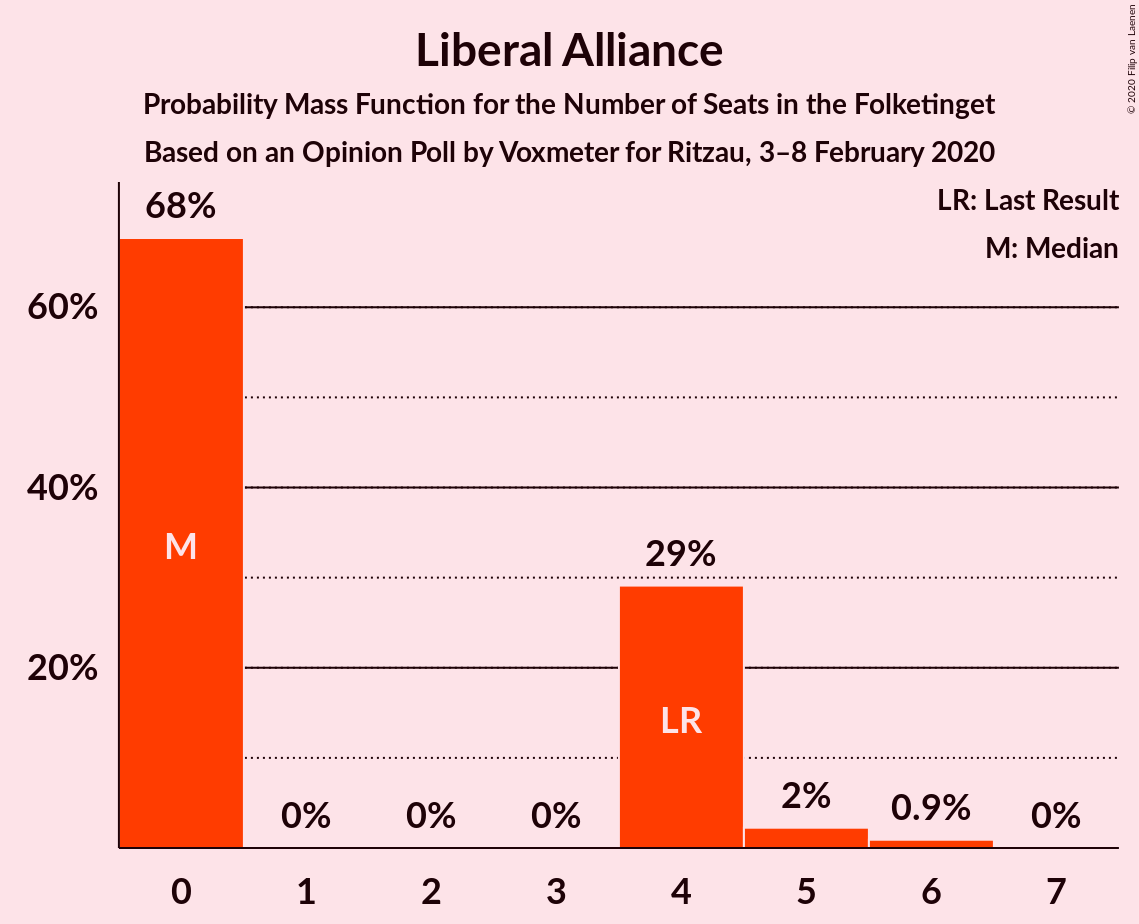 Liberal Alliance
Probability Mass Function for the Number of Seats in the Folketinget
Based on an Opinion Poll by Voxmeter for Ritzau, 3–8 February 2020
© 2020 Filip van Laenen
LR: Last Result
M: Median
68%
60%
40%
20%
M
0%
0%
0%
29%
LR
2%
0.9%
0%
0 1 2 3 4 5 6 7